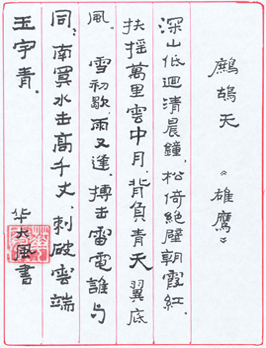 鷓鴣天 《雄鷹》
深山低迴清晨鐘，松倚絕壁朝霞紅，
扶搖萬里雲中月，背負青天翼底
風． 雪初歇，雨又逢，搏击雷電誰与
同；南冥水击高千丈，刺破雲端
玉宇青．
华大風書